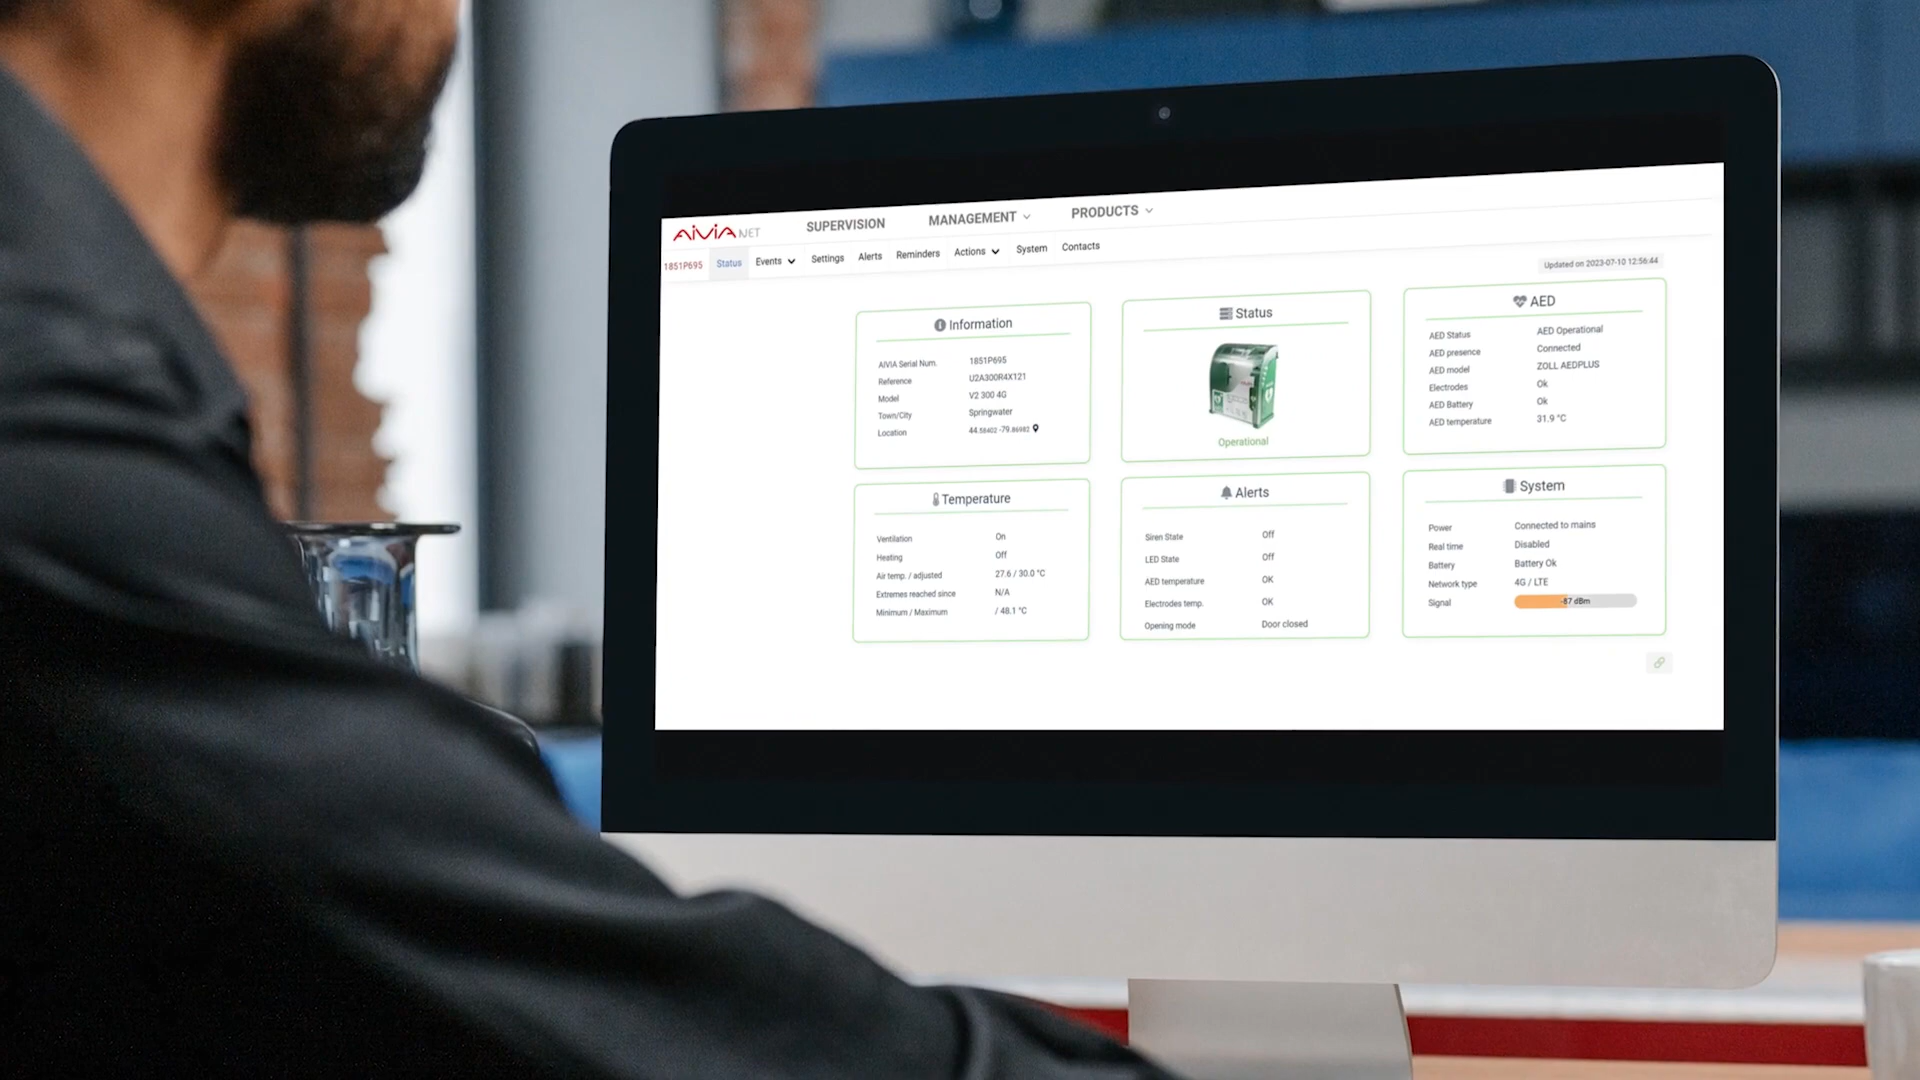 AiViA NET
SUPERVISION
MANAGEMENT
PRODUCTS
1851P695
Status
Events
Settings
Alerts
Reminders
Actions
System
Contacts
Updated on 2023-07-10 12:56:44
Information
AIVIA Serial Num. 1851P695
Reference U2A300R4X121
Model V2 300 4G
Town/City Springwater
Location 44.58402 -79.86982
Status
Operational
AED
AED Status AED Operational
AED presence Connected
AED model ZOLL AEDPLUS
Electrodes Ok
AED Battery Ok
AED temperature 31.9 °C
Temperature
Ventilation On
Heating Off
Air temp. / adjusted 27.6 / 30.0 °C
Extremes reached since N/A
Minimum / Maximum / 48.1 °C
Alerts
Siren State Off
LED State Off
AED temperature OK
Electrodes temp. OK
Opening mode Door closed
System
Power Connected to mains
Real time Disabled
Battery Battery Ok
Network type 4G / LTE
Signal -87 dBm